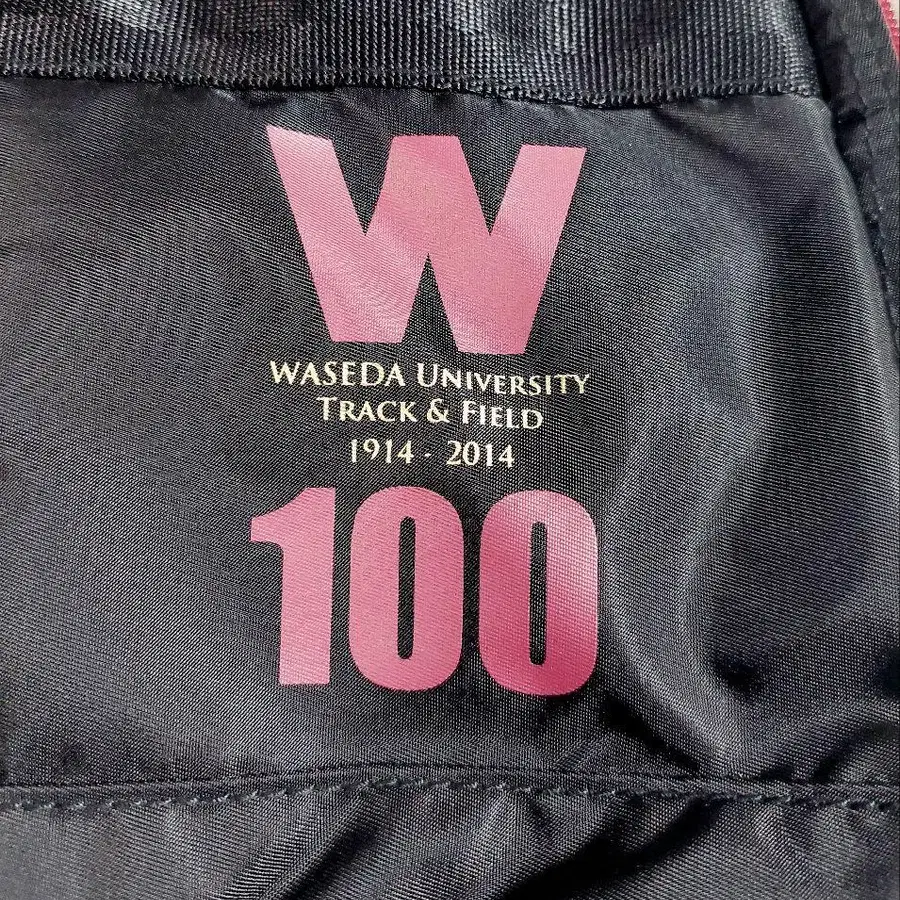 W
WASEDA UNIVERSITY
TRACK & FIELD
1914 - 2014
100